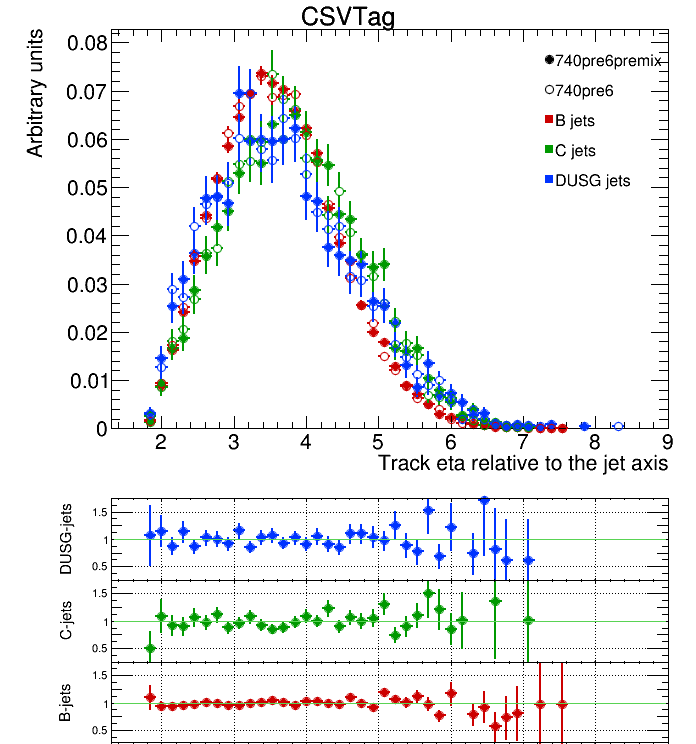 CSVTag
Arbitrary units
0.08
0.07
0.06
0.05
0.04
0.03
0.02
0.01
0
740pre6premix
740pre6
B jets
C jets
DUSG jets
2 3 4 5 6 7 8 9
Track eta relative to the jet axis
DUSG-jets
1.5
1
0.5
C-jets
1.5
1
0.5
B-jets
1.5
1
0.5